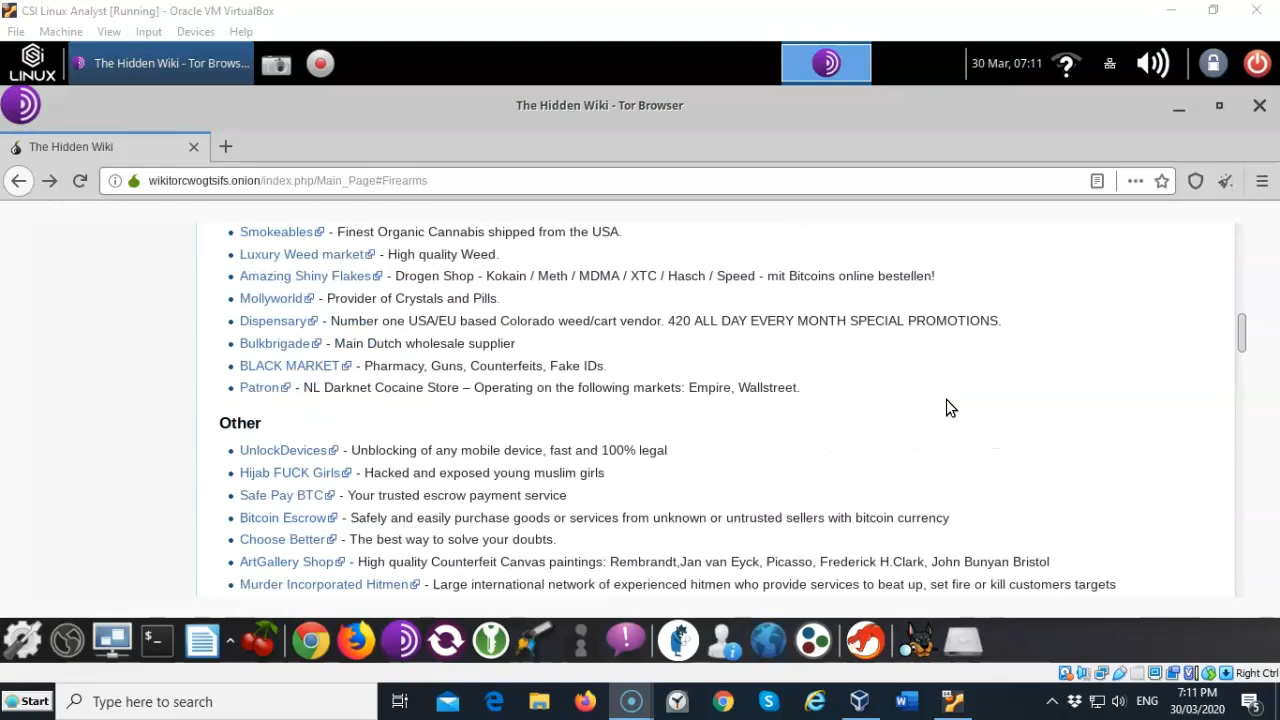 CSI Linux Analyst [Running] - Oracle VM VirtualBox
File Machine View Input Devices Help
SI LINUX
The Hidden Wiki - Tor Brows...
30 Mar, 07:11
The Hidden Wiki - Tor Browser
The Hidden Wiki
wikitorcwogtsifs.onion/index.php/Main_Page#Firearms
Smokeables - Finest Organic Cannabis shipped from the USA.
Luxury Weed market - High quality Weed.
Amazing Shiny Flakes - Drogen Shop - Kokain / Meth / MDMA / XTC / Hasch / Speed - mit Bitcoins online bestellen!
Mollyworld - Provider of Crystals and Pills.
Dispensary - Number one USA/EU based Colorado weed/cart vendor. 420 ALL DAY EVERY MONTH SPECIAL PROMOTIONS.
Bulkbrigade - Main Dutch wholesale supplier
BLACK MARKET - Pharmacy, Guns, Counterfeits, Fake IDs.
Patron - NL Darknet Cocaine Store – Operating on the following markets: Empire, Wallstreet.
Other
UnlockDevices - Unblocking of any mobile device, fast and 100% legal
Hijab FUCK Girls - Hacked and exposed young muslim girls
Safe Pay BTC - Your trusted escrow payment service
Bitcoin Escrow - Safely and easily purchase goods or services from unknown or untrusted sellers with bitcoin currency
Choose Better - The best way to solve your doubts.
ArtGallery Shop - High quality Counterfeit Canvas paintings: Rembrandt,Jan van Eyck, Picasso, Frederick H.Clark, John Bunyan Bristol
Murder Incorporated Hitmen - Large international network of experienced hitmen who provide services to beat up, set fire or kill customers targets
Right Ctrl
Start
Type here to search
ENG
7:11 PM
30/03/2020
5